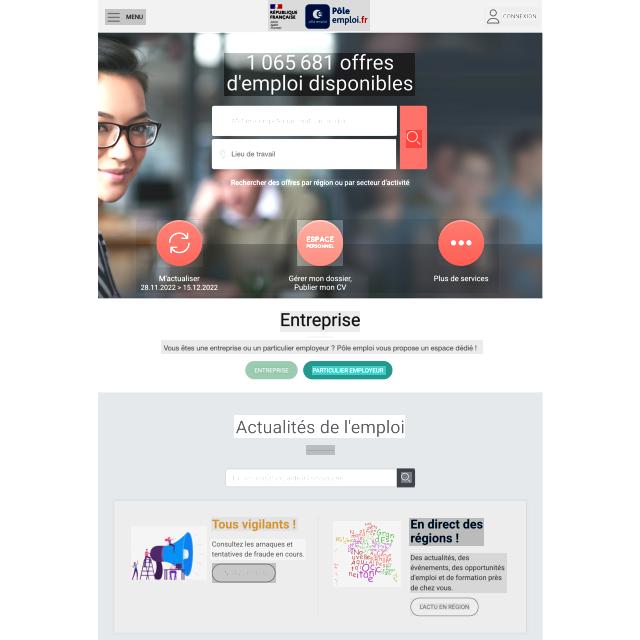 MENU
RÉPUBLIQUE
FRANÇAISE
Pôle
emploi.fr
CONNEXION
1 065 681 offres
d'emploi disponibles
Lieu de travail
Rechercher des offres par région ou par secteur d'activité
ESPACE
PERSONNEL
M'actualiser
28.11.2022 > 15.12.2022
Gérer mon dossier,
Publier mon CV
Plus de services
Entreprise
Vous êtes une entreprise ou un particulier employeur ? Pôle emploi vous propose un espace dédié !
ENTREPRISE
PARTICULIER EMPLOYEUR
Actualités de l'emploi
Tous vigilants !
Consultez les arnaques et
tentatives de fraude en cours.
En direct des
régions !
Des actualités, des
événements, des opportunités
d'emploi et de formation près
de chez vous.
L'ACTU EN RÉGION